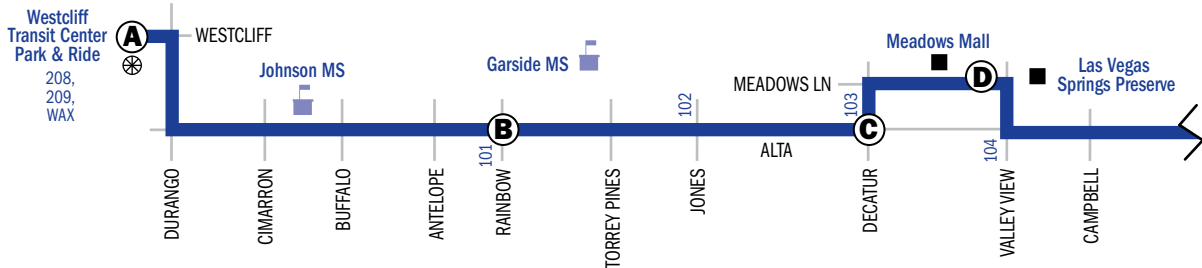 Westcliff
Transit Center
Park & Ride
208,
209,
WAX
A
WESTCLIFF
Johnson MS
Garside MS
Meadows Mall
Las Vegas
Springs Preserve
MEADOWS LN
D
B
C
101
102
103
104
ALTA
DURANGO
CIMARRON
BUFFALO
ANTELOPE
RAINBOW
TORREY PINES
JONES
DECATUR
VALLEY VIEW
CAMPBELL